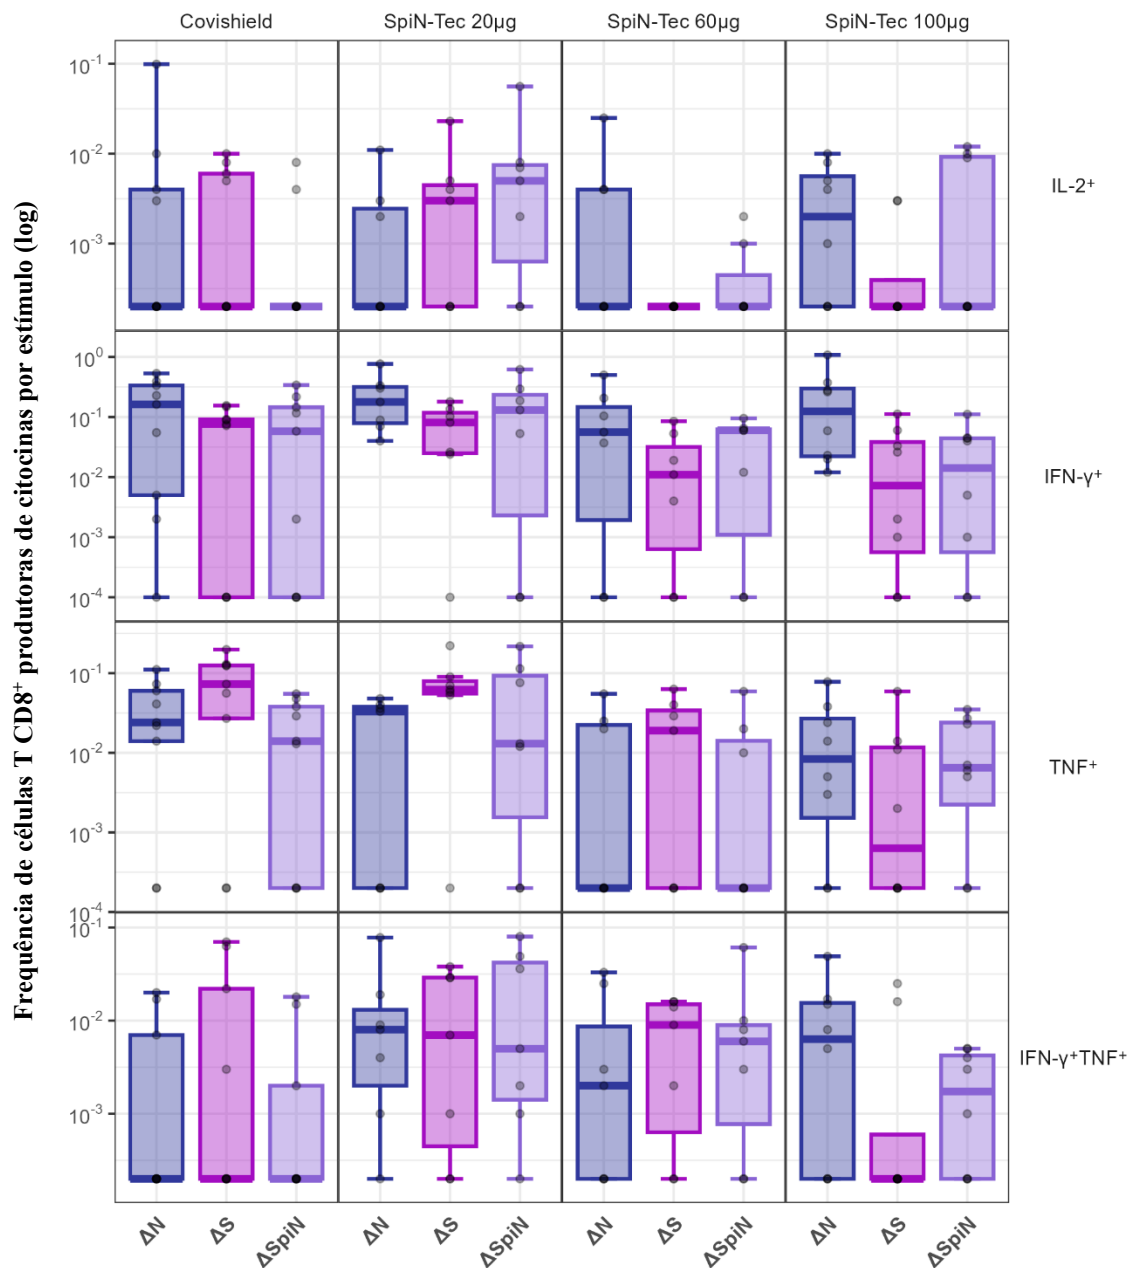 Covishield
SpiN-Tec 20µg
SpiN-Tec 60µg
SpiN-Tec 100µg
Frequência de células T CD8⁺ produtoras de citocinas por estímulo (log)
10⁻¹
10⁻²
10⁻³
IL-2⁺
10⁰
10⁻¹
10⁻²
10⁻³
10⁻⁴
IFN-γ⁺
10⁻¹
10⁻²
10⁻³
10⁻⁴
TNF⁺
10⁻¹
10⁻²
10⁻³
IFN-γ⁺TNF⁺
ΔN
ΔS
ΔSpiN
ΔN
ΔS
ΔSpiN
ΔN
ΔS
ΔSpiN
ΔN
ΔS
ΔSpiN